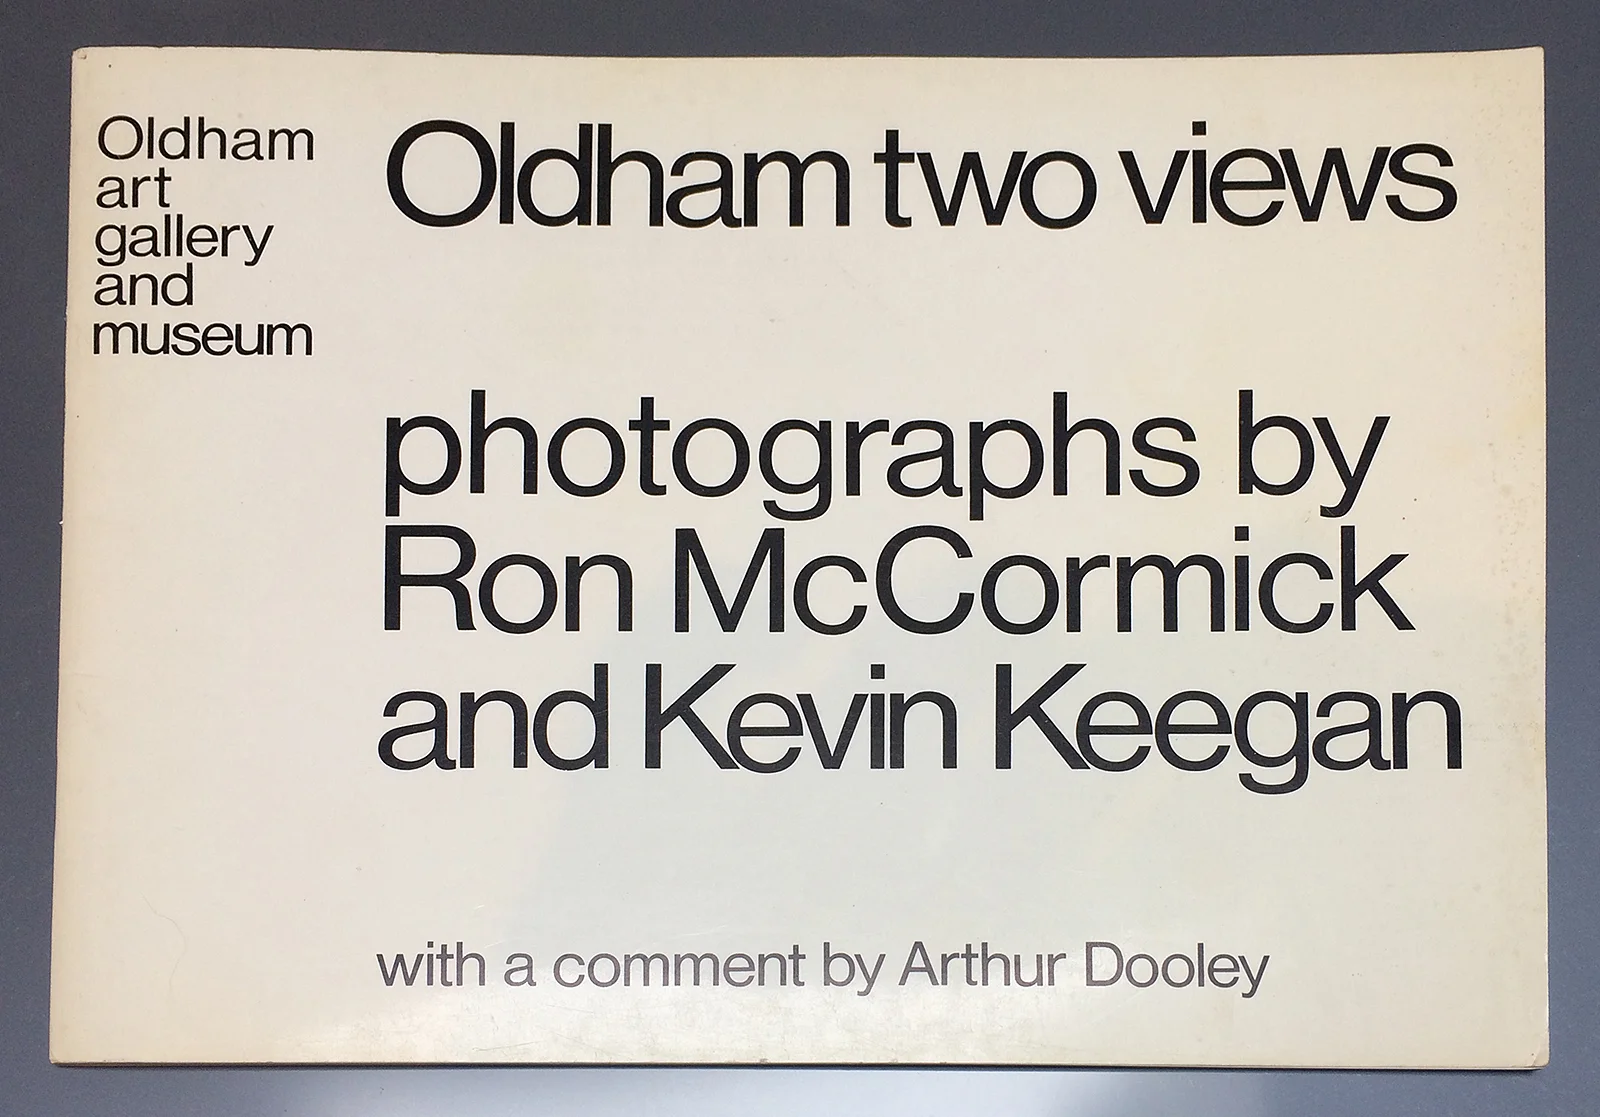 Oldham
art
gallery
and
museum
Oldham two views
photographs by
Ron McCormick
and Kevin Keegan
with a comment by Arthur Dooley